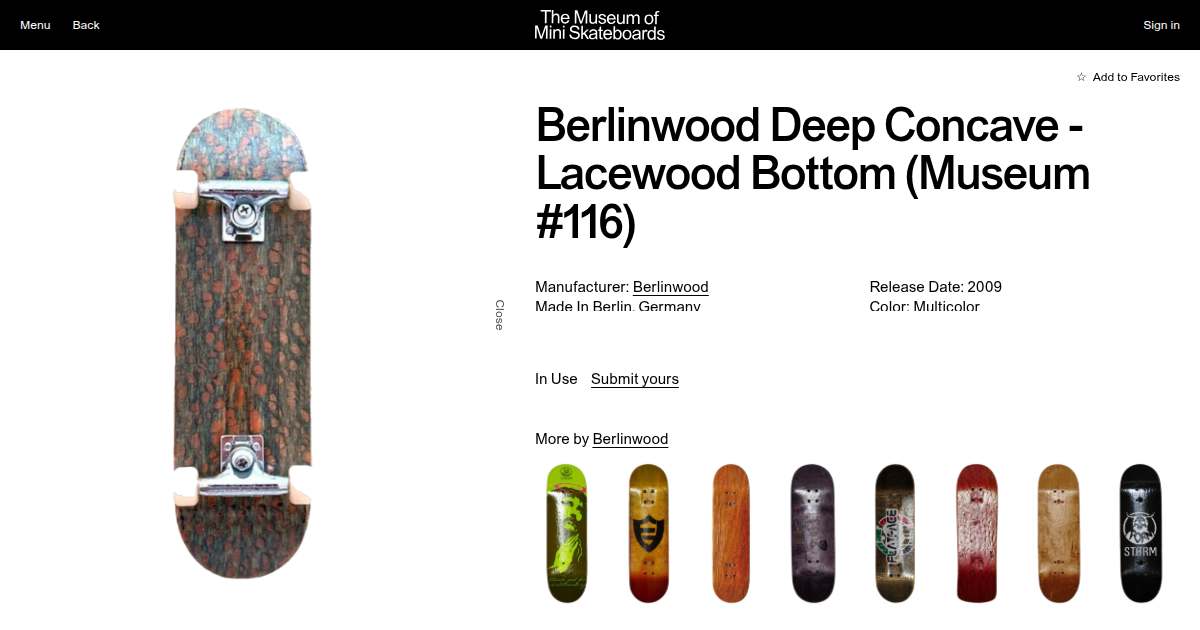 Menu
Back
The Museum of
Mini Skateboards
Sign in
☆ Add to Favorites
Berlinwood Deep Concave -
Lacewood Bottom (Museum
#116)
Manufacturer: Berlinwood
Release Date: 2009
Made In Berlin, Germany
Color: Multicolor
Close
In Use Submit yours
More by Berlinwood